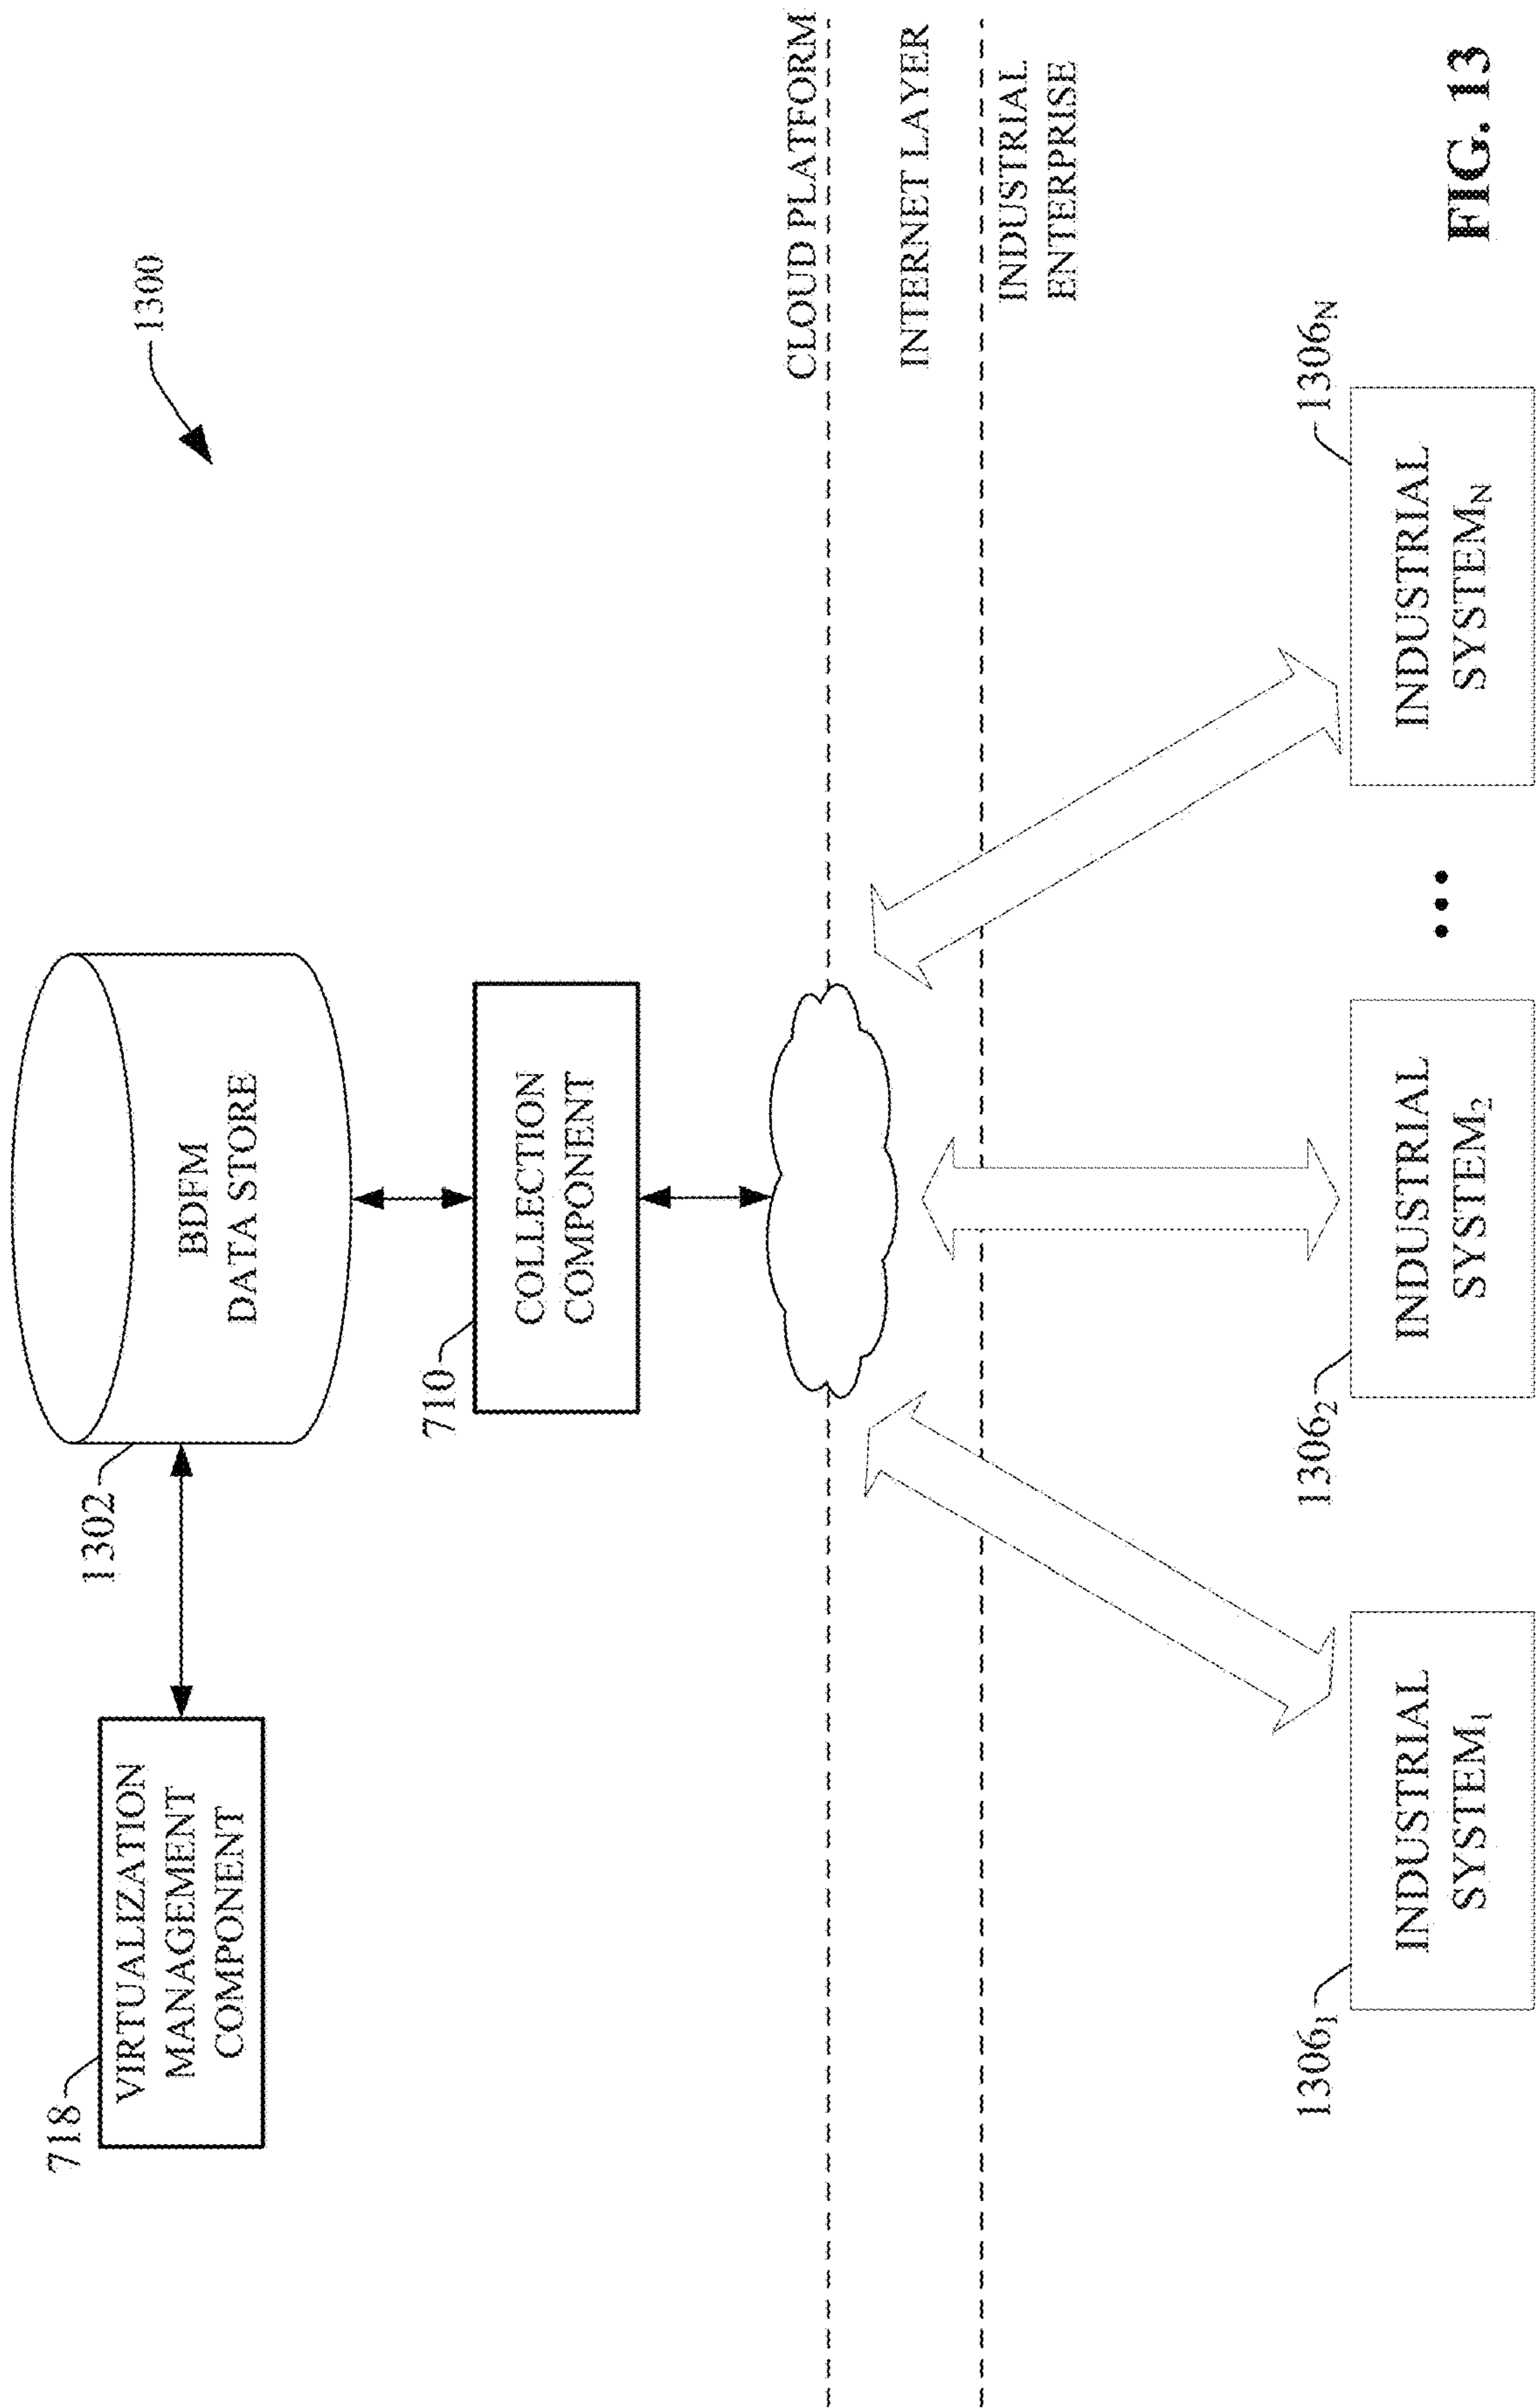 1300
718
VIRTUALIZATION
MANAGEMENT
COMPONENT
1302
BDFM
DATA STORE
710
COLLECTION
COMPONENT
CLOUD PLATFORM
INTERNET LAYER
INDUSTRIAL
ENTERPRISE
1306₁
INDUSTRIAL
SYSTEM₁
1306₂
INDUSTRIAL
SYSTEM₂
•••
1306N
INDUSTRIAL
SYSTEMN
FIG. 13